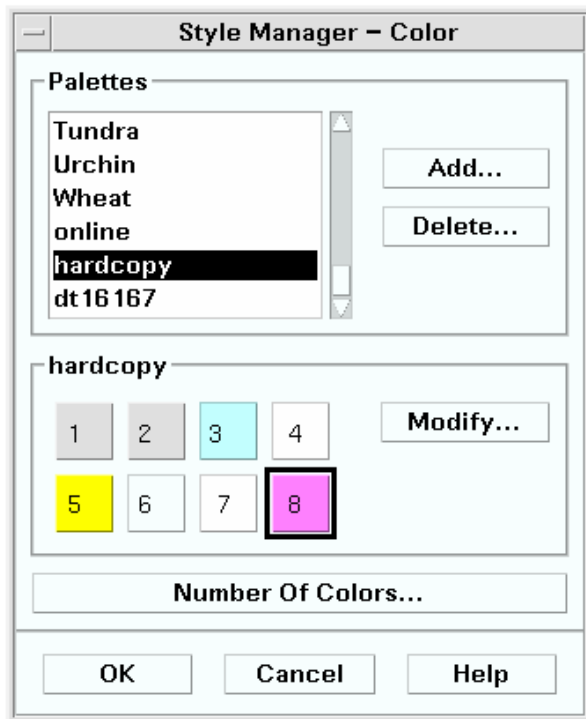 Style Manager – Color
Palettes
Tundra
Urchin
Wheat
online
hardcopy
dt16167
Add...
Delete...
hardcopy
1 2 3 4
5 6 7 8
Modify...
Number Of Colors...
OK Cancel Help